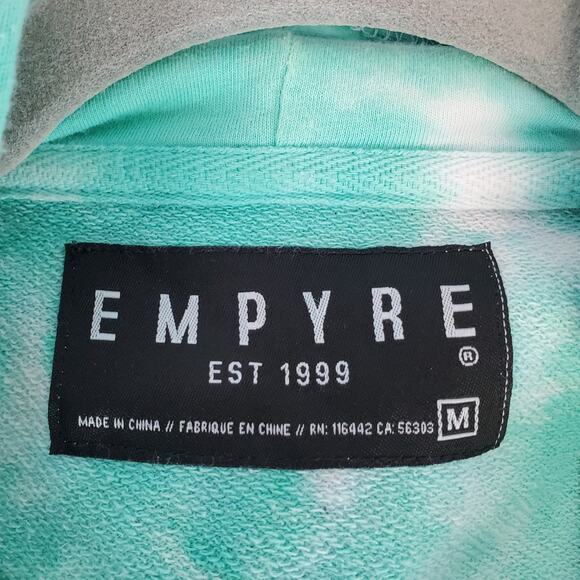 EMPYRE
®
EST 1999
MADE IN CHINA // FABRIQUE EN CHINE // RN: 116442 CA: 56303 M